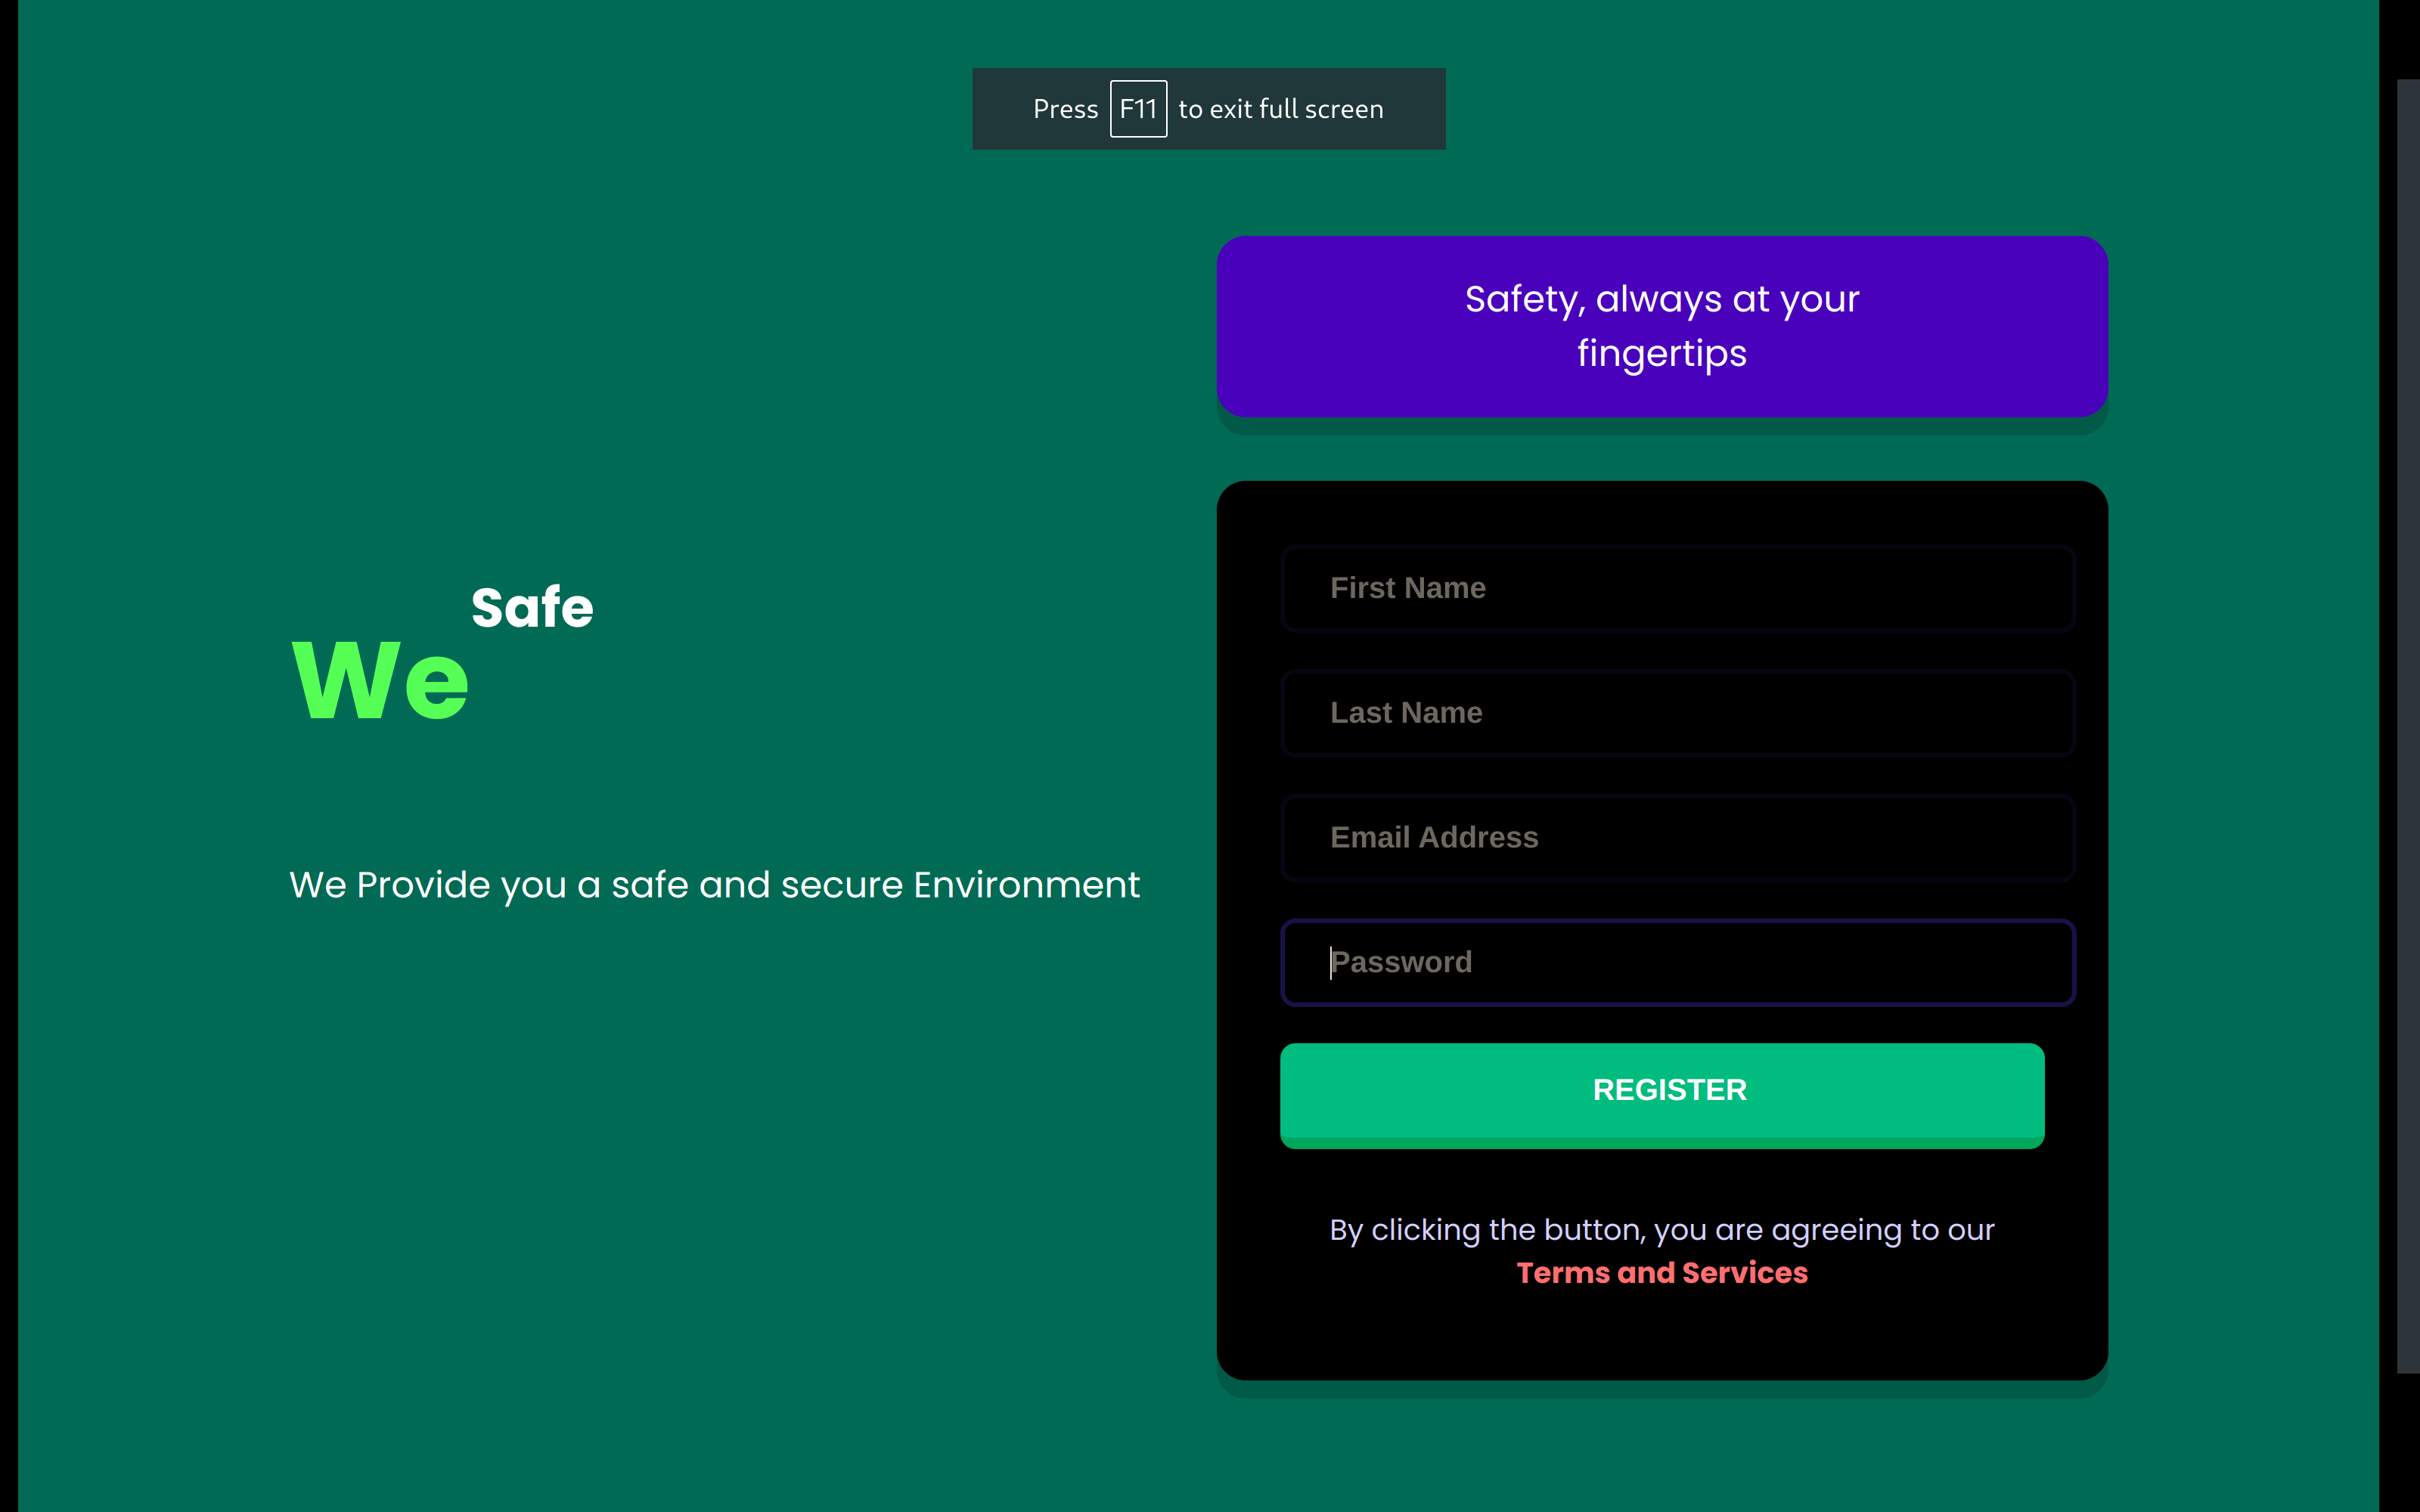 Press F11 to exit full screen
Safety, always at your
fingertips
We Safe
We Provide you a safe and secure Environment
First Name
Last Name
Email Address
Password
REGISTER
By clicking the button, you are agreeing to our
Terms and Services